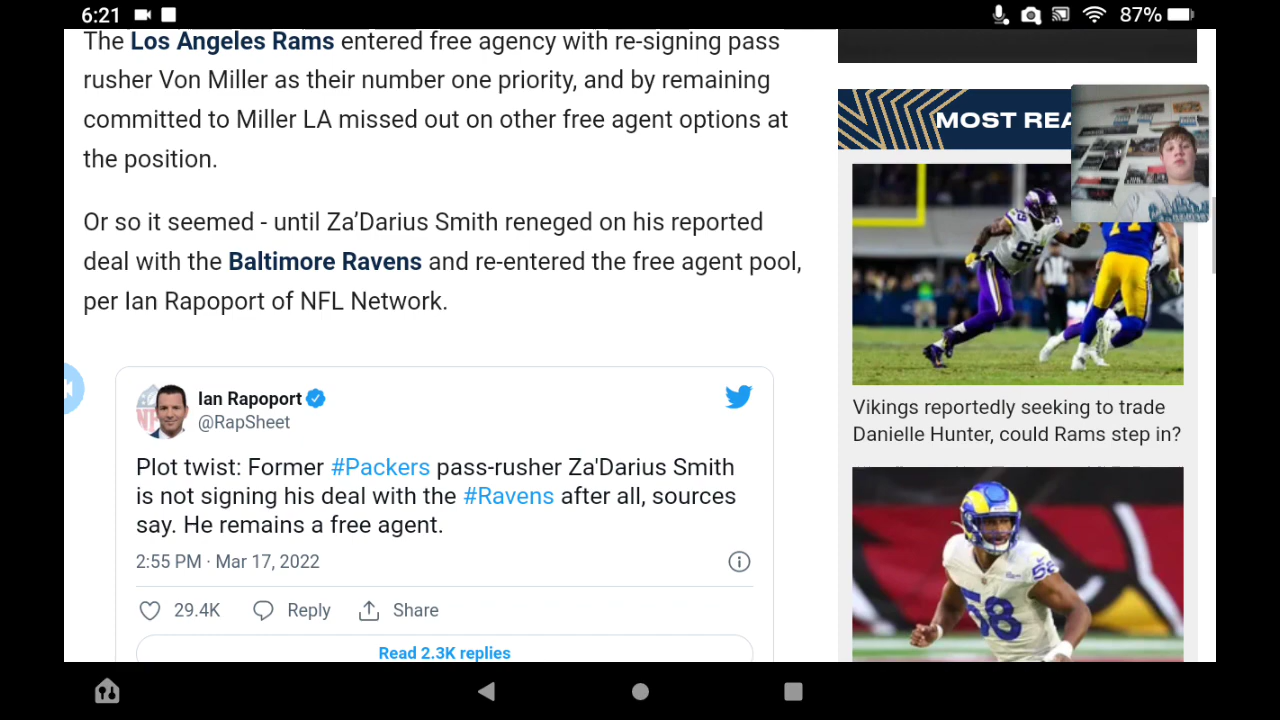 6:21
87%
The Los Angeles Rams entered free agency with re-signing pass
rusher Von Miller as their number one priority, and by remaining
committed to Miller LA missed out on other free agent options at
the position.
Or so it seemed - until Za’Darius Smith reneged on his reported
deal with the Baltimore Ravens and re-entered the free agent pool,
per Ian Rapoport of NFL Network.
Ian Rapoport
@RapSheet
Plot twist: Former #Packers pass-rusher Za'Darius Smith
is not signing his deal with the #Ravens after all, sources
say. He remains a free agent.
2:55 PM · Mar 17, 2022
29.4K Reply Share
Read 2.3K replies
MOST REA
99
Vikings reportedly seeking to trade
Danielle Hunter, could Rams step in?
58
58